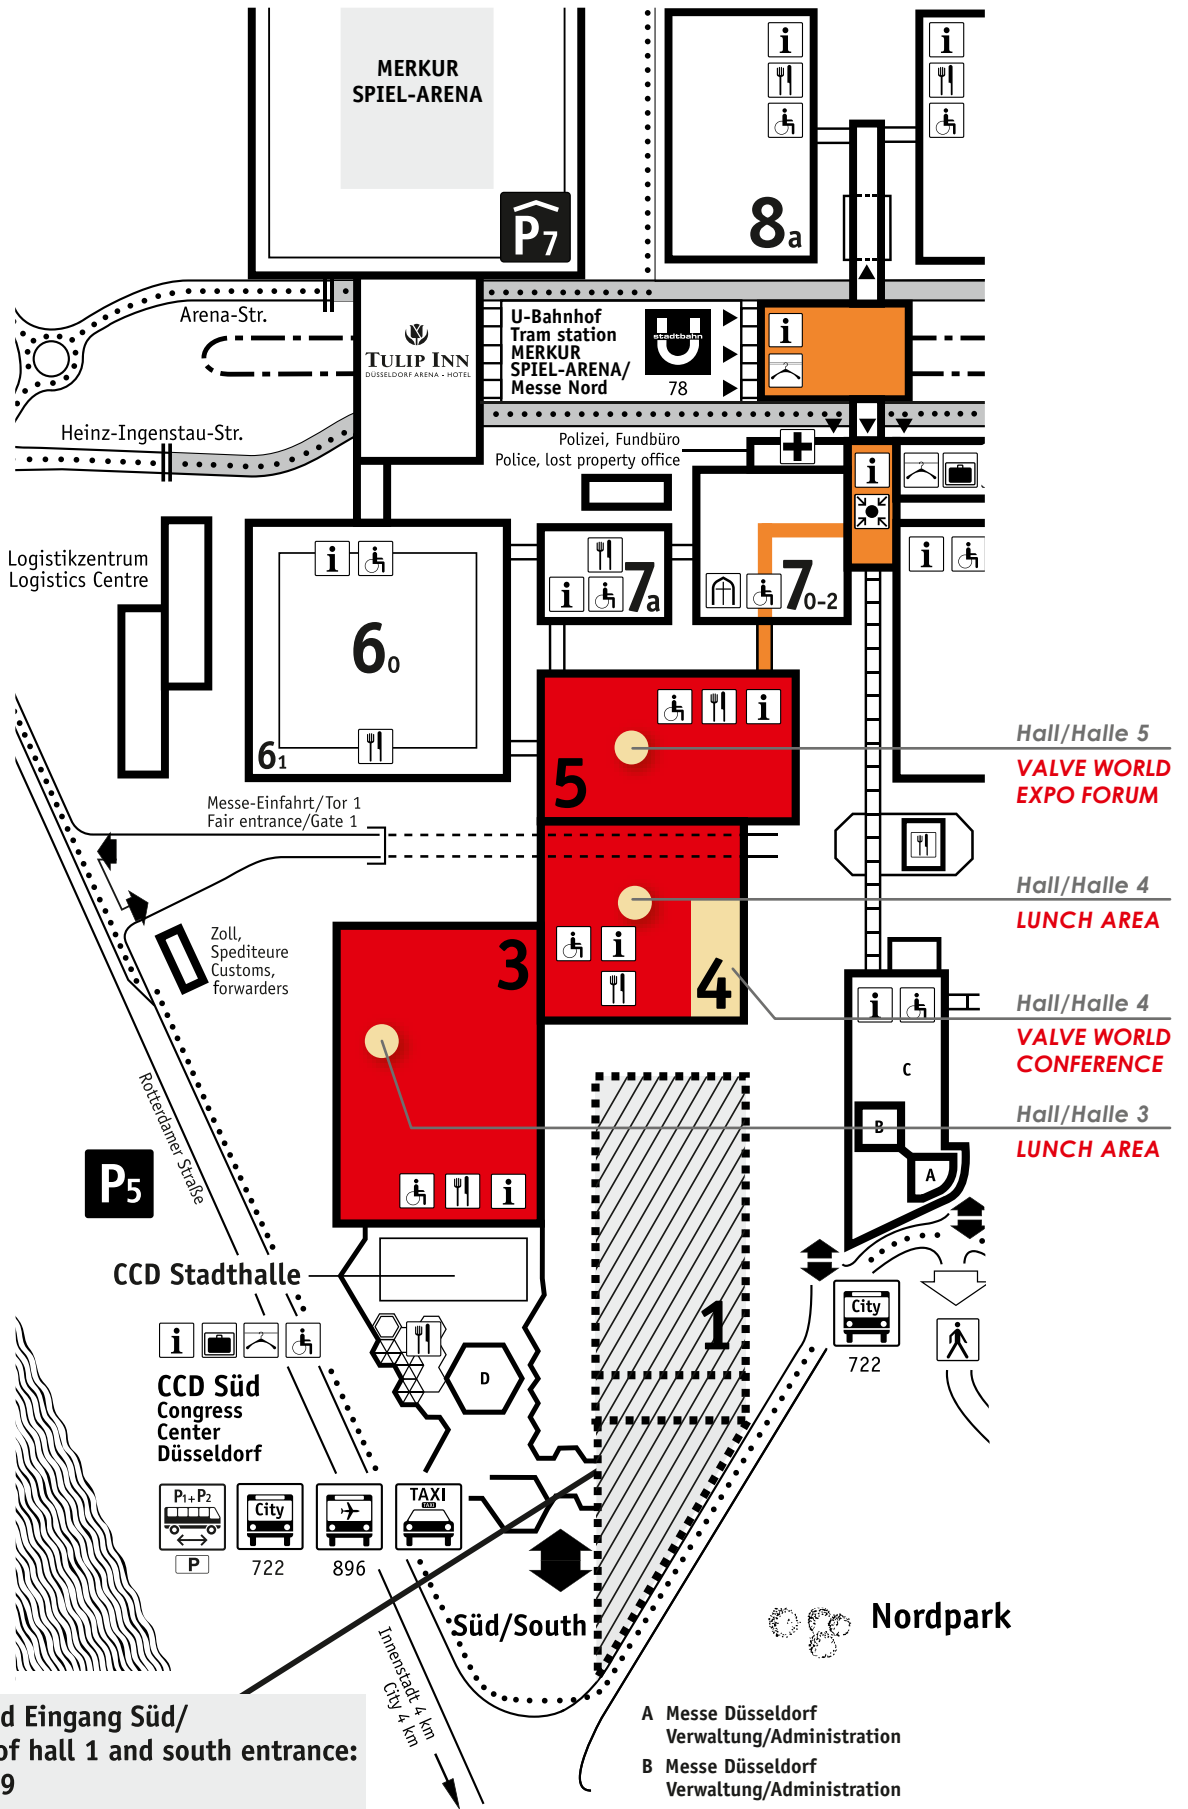 MERKUR
SPIEL-ARENA
P7
8a
Arena-Str.
TULIP INN
DÜSSELDORF ARENA • HOTEL
U-Bahnhof
Tram station
MERKUR
SPIEL-ARENA/
Messe Nord
stadtbahn
U
78
i
i
i
Heinz-Ingenstau-Str.
Polizei, Fundbüro
Police, lost property office
i
Logistikzentrum
Logistics Centre
i
60
61
i
7a
70-2
i
i
5
Hall/Halle 5
VALVE WORLD
EXPO FORUM
Messe-Einfahrt/Tor 1
Fair entrance/Gate 1
Hall/Halle 4
LUNCH AREA
Zoll,
Spediteure
Customs,
forwarders
3
i
4
i
Hall/Halle 4
VALVE WORLD
CONFERENCE
C
Hall/Halle 3
LUNCH AREA
B
A
Rotterdamer Straße
P5
i
CCD Stadthalle
1
City
722
i
D
CCD Süd
Congress
Center
Düsseldorf
P1+P2
P
City
722
896
TAXI
TAXI
Süd/South
Nordpark
Innenstadt 4 km
City 4 km
d Eingang Süd/
of hall 1 and south entrance:
9
A Messe Düsseldorf
Verwaltung/Administration
B Messe Düsseldorf
Verwaltung/Administration